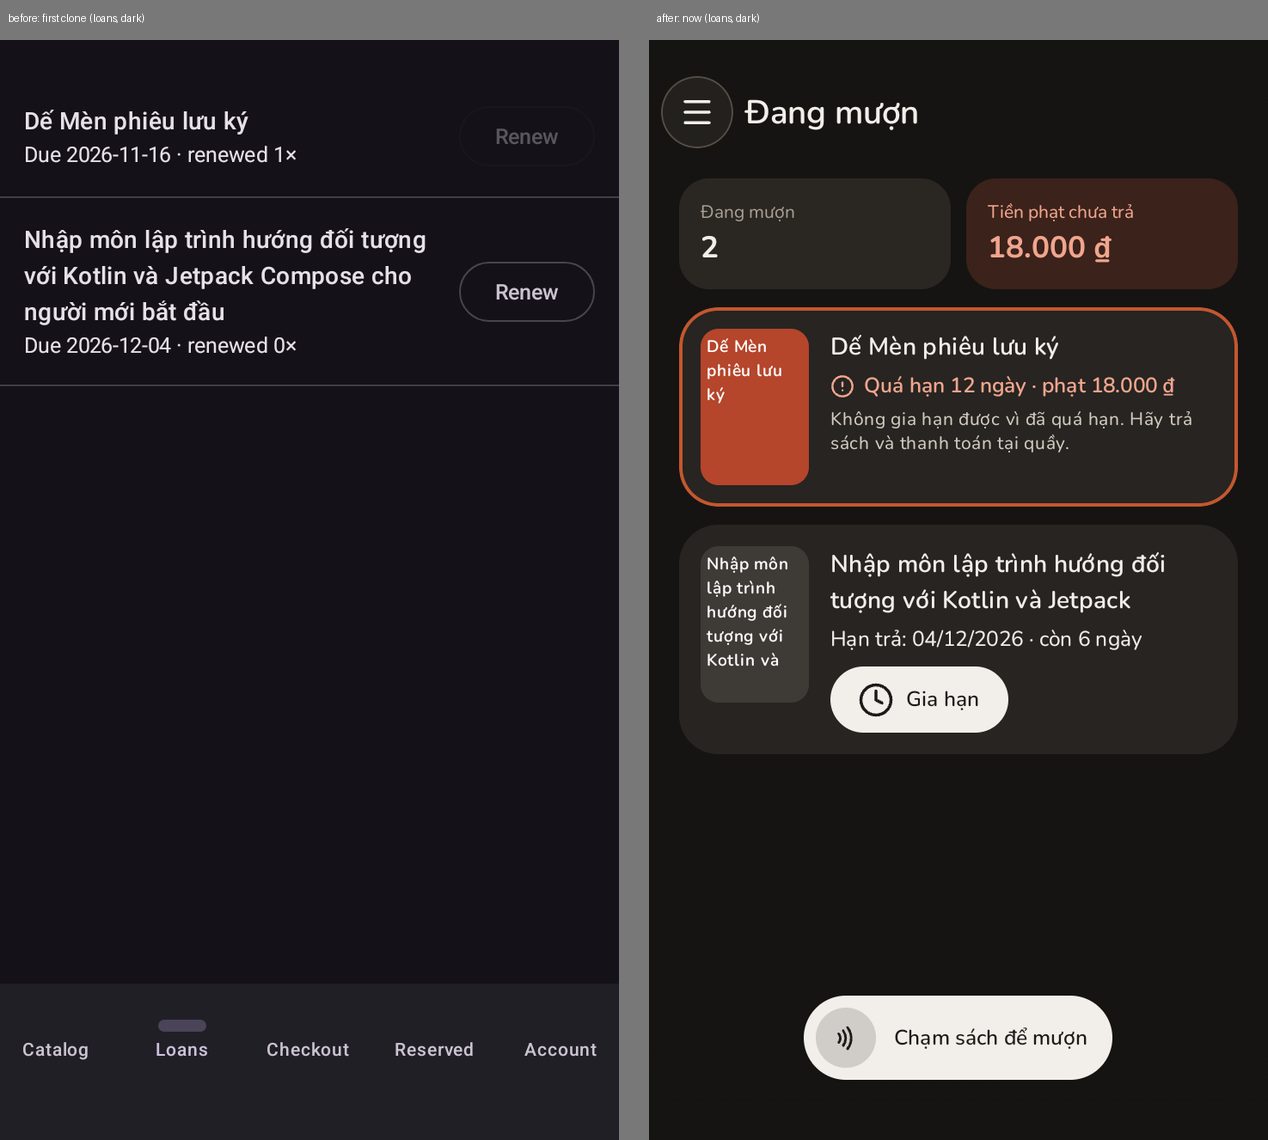 before: first clone (loans, dark)
Dế Mèn phiêu lưu ký
Due 2026-11-16 · renewed 1×
Renew
Nhập môn lập trình hướng đối tượng
với Kotlin và Jetpack Compose cho
người mới bắt đầu
Due 2026-12-04 · renewed 0×
Renew
Catalog
Loans
Checkout
Reserved
Account
after: now (loans, dark)
Đang mượn
Đang mượn
2
Tiền phạt chưa trả
18.000 ₫
Dế Mèn
phiêu lưu
ký
Dế Mèn phiêu lưu ký
Quá hạn 12 ngày · phạt 18.000 ₫
Không gia hạn được vì đã quá hạn. Hãy trả
sách và thanh toán tại quầy.
Nhập môn
lập trình
hướng đối
tượng với
Kotlin và
Nhập môn lập trình hướng đối
tượng với Kotlin và Jetpack
Hạn trả: 04/12/2026 · còn 6 ngày
Gia hạn
Chạm sách để mượn